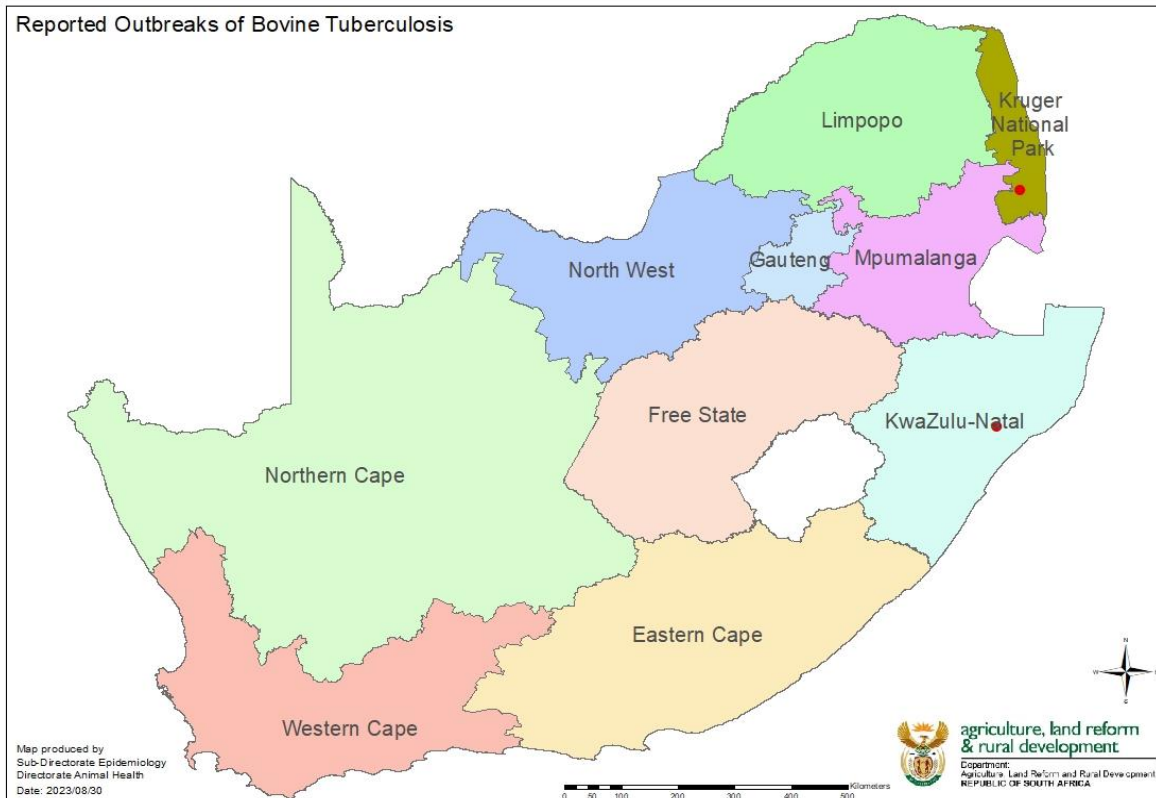 Reported Outbreaks of Bovine Tuberculosis
Limpopo
Kruger
National
Park
North West
Gauteng
Mpumalanga
Free State
KwaZulu-Natal
Northern Cape
Eastern Cape
Western Cape
N
W
S
Map produced by
Sub-Directorate Epidemiology
Directorate Animal Health
Date: 2023/08/30
Kilometers
0 50 100 200 300 400 500
agriculture, land reform
& rural development
Department:
Agriculture, Land Reform and Rural Development
REPUBLIC OF SOUTH AFRICA